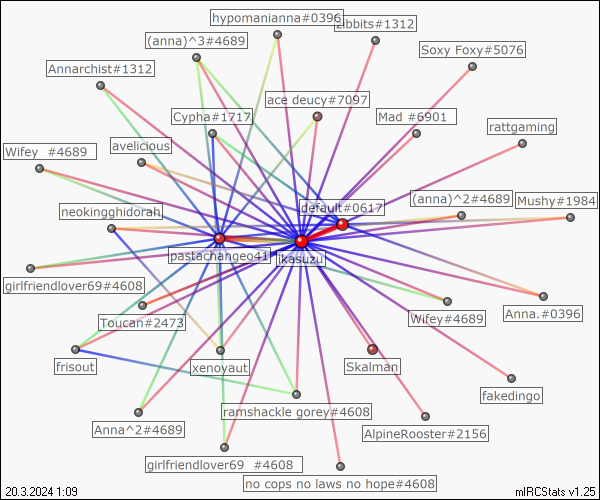 hypomanianna#0396
zibbits#1312
(anna)^3#4689
Soxy Foxy#5076
Annarchist#1312
ace deucy#7097
Cypha#1717
Mad #6901
rattgaming
avelicious
Wifey #4689
(anna)^2#4689
Mushy#1984
default#0617
neokingghidorah
pastachangeo41
ikasuzu
girlfriendlover69#4608
Anna.#0396
Toucan#2473
Wifey#4689
frisout
xenoyaut
Skalman
fakedingo
ramshackle gorey#4608
Anna^2#4689
AlpineRooster#2156
girlfriendlover69 #4608
no cops no laws no hope#4608
20.3.2024 1:09
mIRCStats v1.25